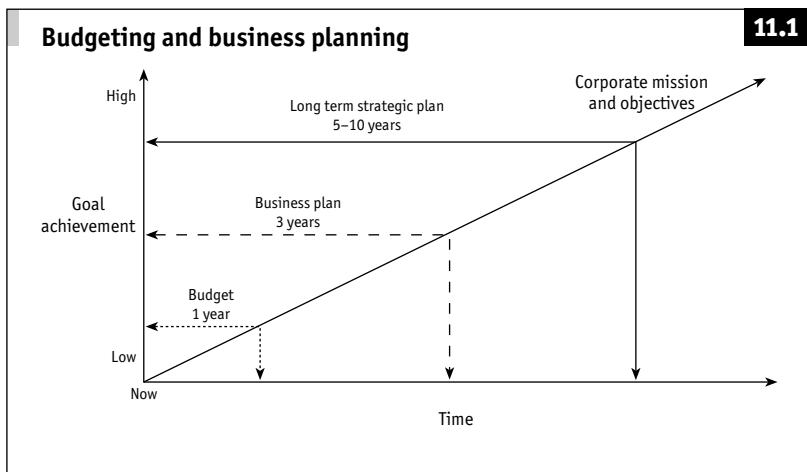 Budgeting and business planning
11.1
High
Corporate mission
and objectives
Long term strategic plan
5–10 years
Goal
achievement
Business plan
3 years
Budget
1 year
Low
Now
Time